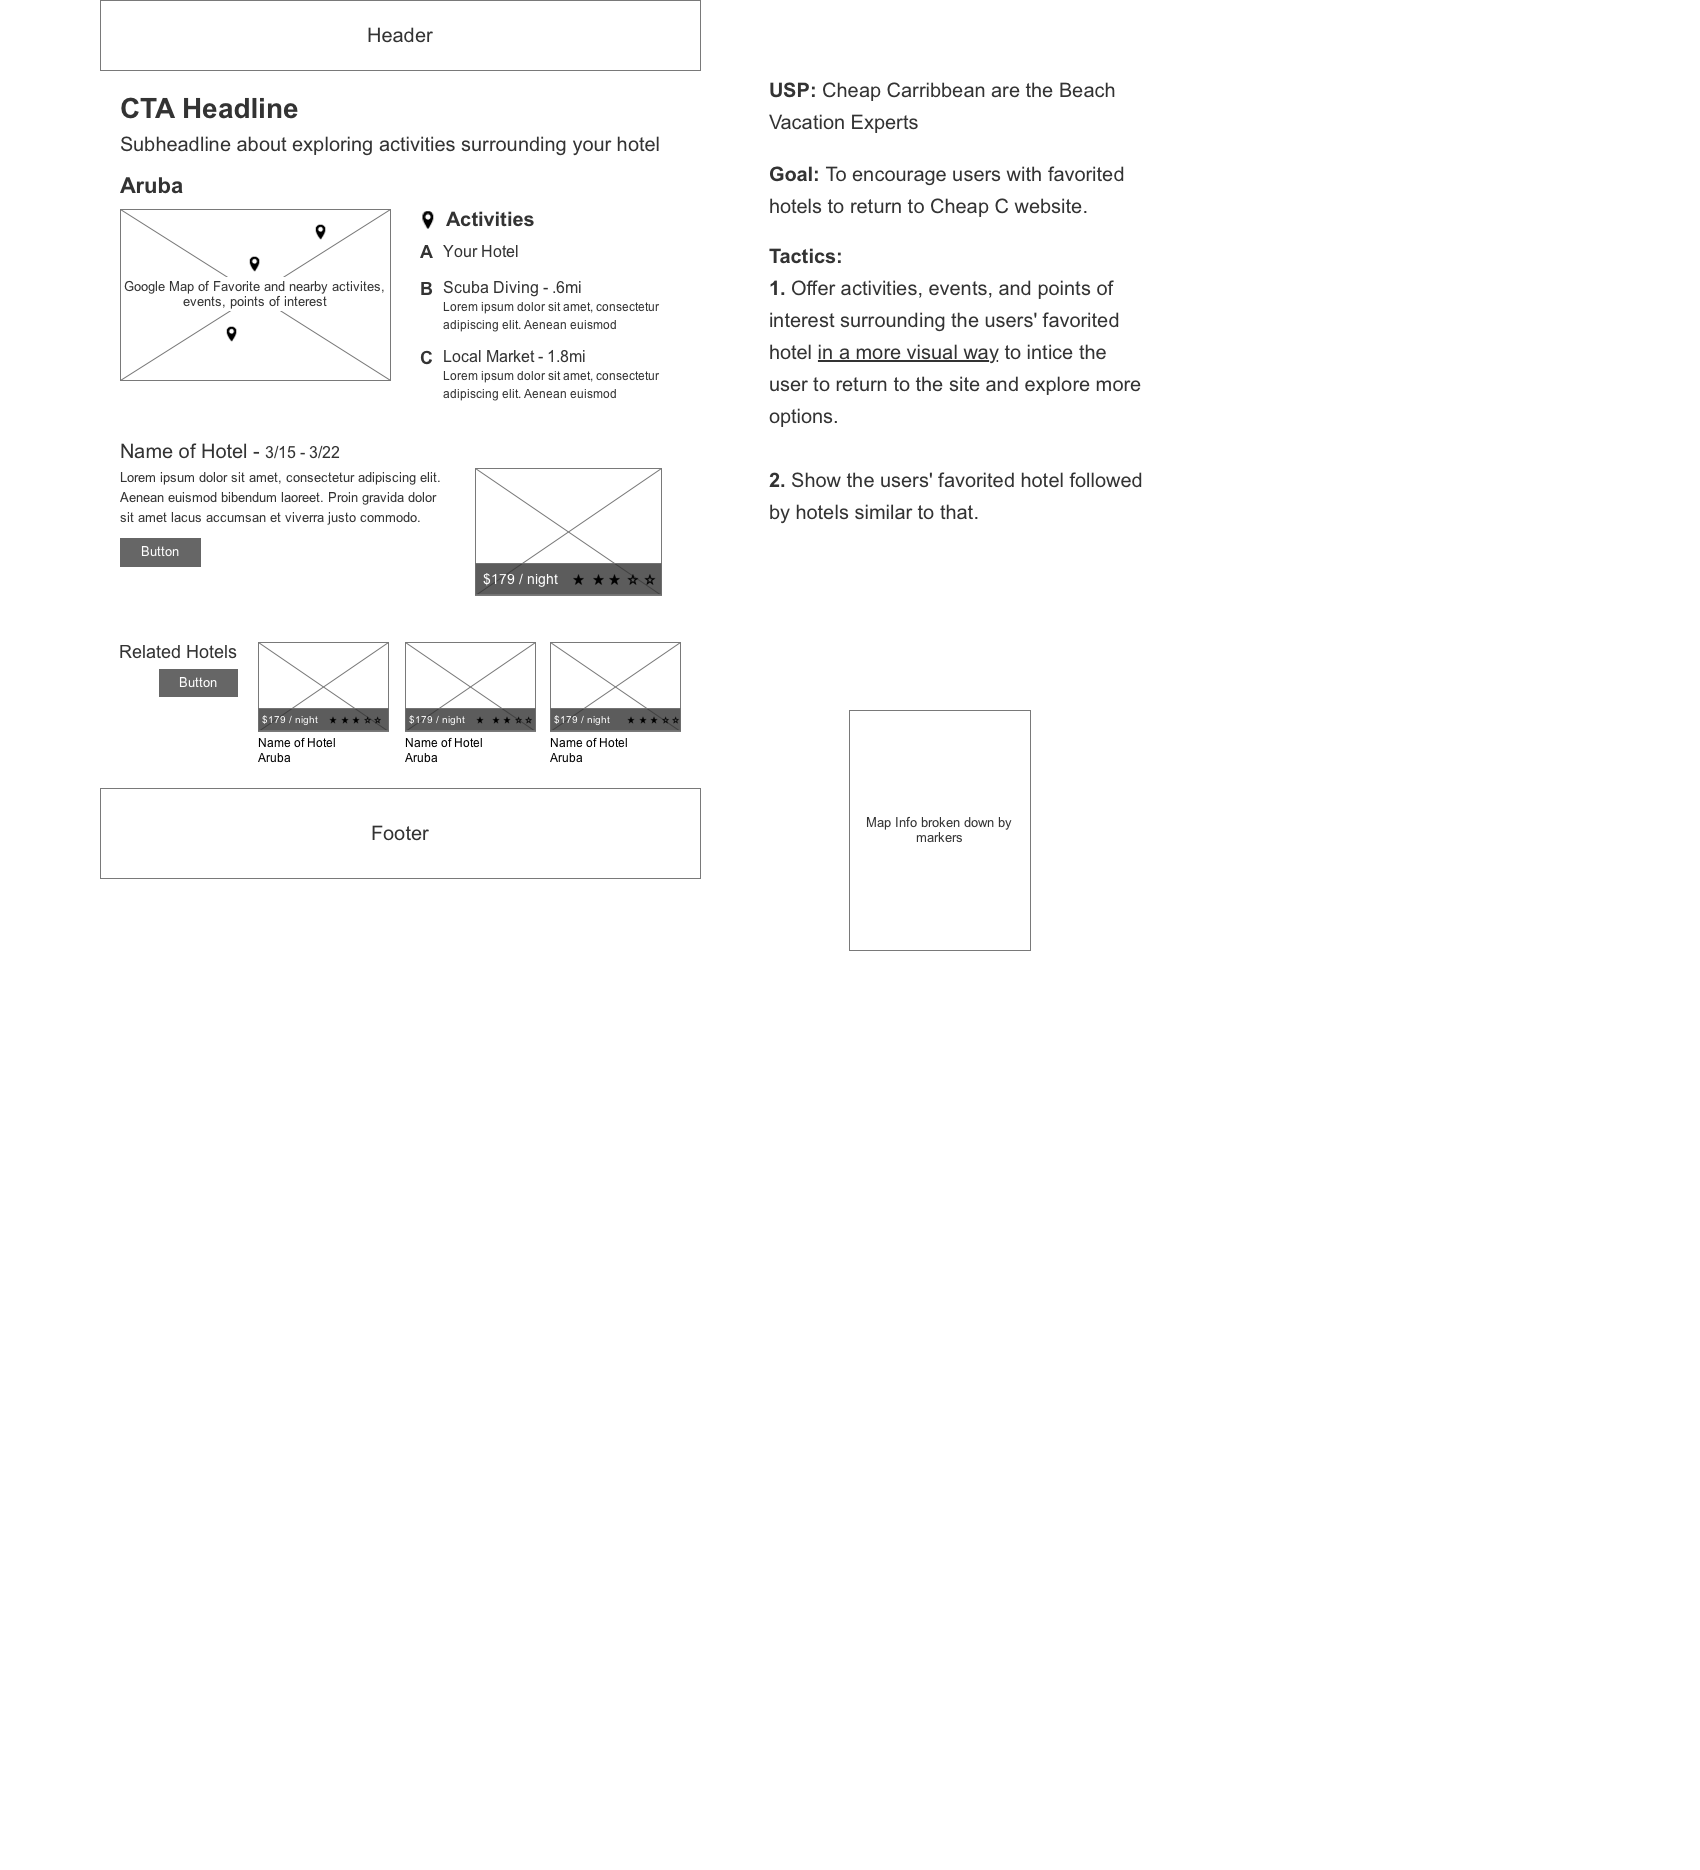 Header
CTA Headline
Subheadline about exploring activities surrounding your hotel
Aruba
Google Map of Favorite and nearby activites,
events, points of interest
Activities
A Your Hotel
B Scuba Diving - .6mi
Lorem ipsum dolor sit amet, consectetur
adipiscing elit. Aenean euismod
C Local Market - 1.8mi
Lorem ipsum dolor sit amet, consectetur
adipiscing elit. Aenean euismod
Name of Hotel - 3/15 - 3/22
Lorem ipsum dolor sit amet, consectetur adipiscing elit.
Aenean euismod bibendum laoreet. Proin gravida dolor
sit amet lacus accumsan et viverra justo commodo.
Button
$179 / night
Related Hotels
Button
$179 / night
Name of Hotel
Aruba
$179 / night
Name of Hotel
Aruba
$179 / night
Name of Hotel
Aruba
Footer
USP: Cheap Carribbean are the Beach
Vacation Experts
Goal: To encourage users with favorited
hotels to return to Cheap C website.
Tactics:
1. Offer activities, events, and points of
interest surrounding the users' favorited
hotel in a more visual way to intice the
user to return to the site and explore more
options.
2. Show the users' favorited hotel followed
by hotels similar to that.
Map Info broken down by
markers